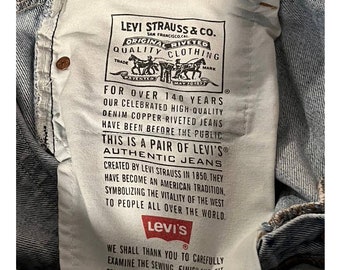 LEVI STRAUSS & CO.
SAN FRANCISCO, CAL.
ORIGINAL RIVETED
QUALITY CLOTHING
TRADE MARK
FOR OVER 140 YEARS
OUR CELEBRATED HIGH-QUALITY
DENIM COPPER-RIVETED JEANS
HAVE BEEN BEFORE THE PUBLIC.
THIS IS A PAIR OF LEVI'S®
AUTHENTIC JEANS
CREATED BY LEVI STRAUSS IN 1850, THEY
HAVE BECOME AN AMERICAN TRADITION,
SYMBOLIZING THE VITALITY OF THE WEST
TO PEOPLE ALL OVER THE WORLD.
LEVI'S
WE SHALL THANK YOU TO CAREFULLY
EXAMINE THE SEWING,